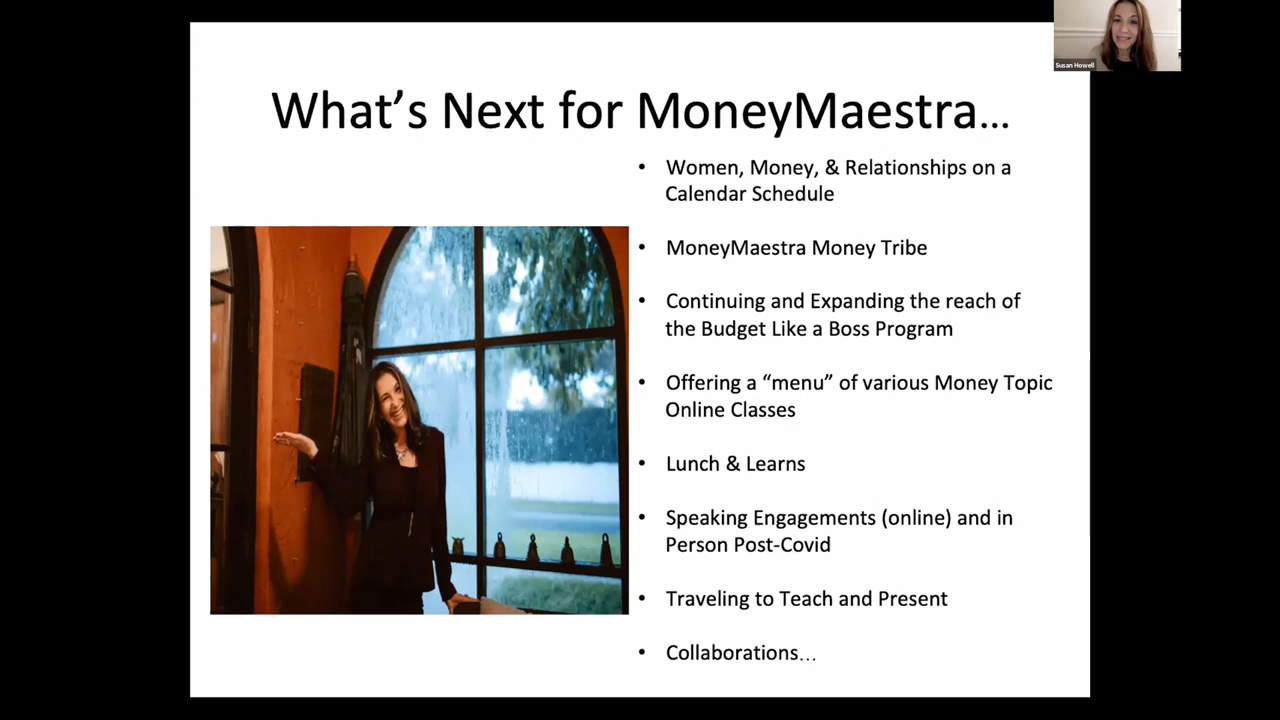 Susan Howell
What's Next for MoneyMaestra...
• Women, Money, & Relationships on a
Calendar Schedule
• MoneyMaestra Money Tribe
• Continuing and Expanding the reach of
the Budget Like a Boss Program
• Offering a “menu” of various Money Topic
Online Classes
• Lunch & Learns
• Speaking Engagements (online) and in
Person Post-Covid
• Traveling to Teach and Present
• Collaborations...